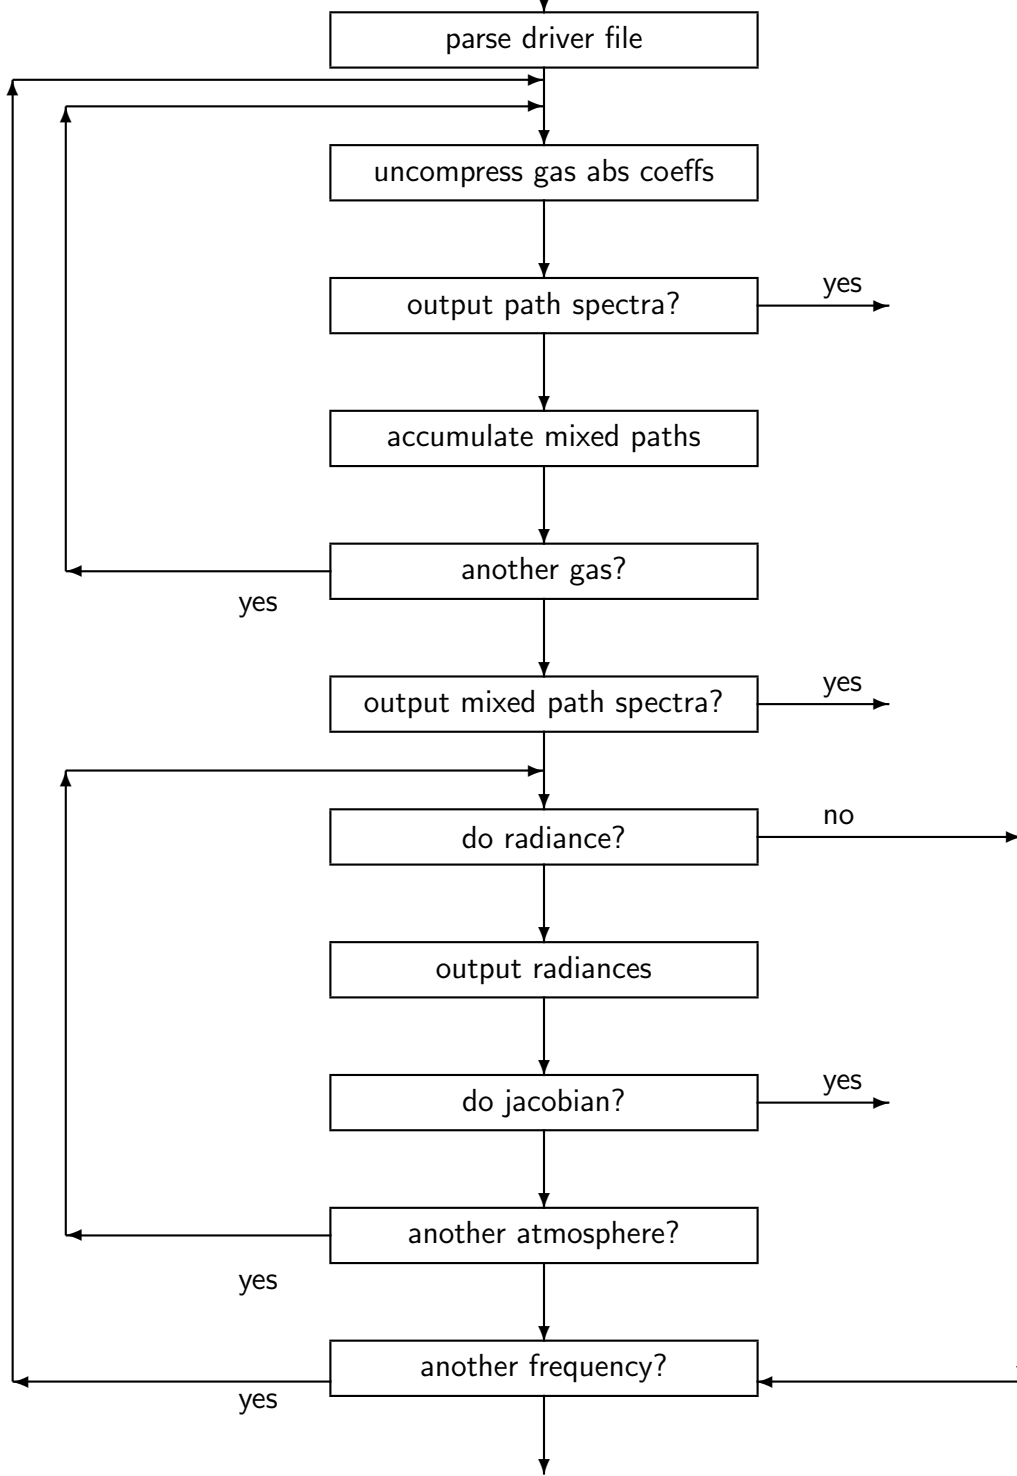 parse driver file
uncompress gas abs coeffs
output path spectra?
yes
accumulate mixed paths
another gas?
yes
output mixed path spectra?
yes
do radiance?
no
output radiances
do jacobian?
yes
another atmosphere?
yes
another frequency?
yes